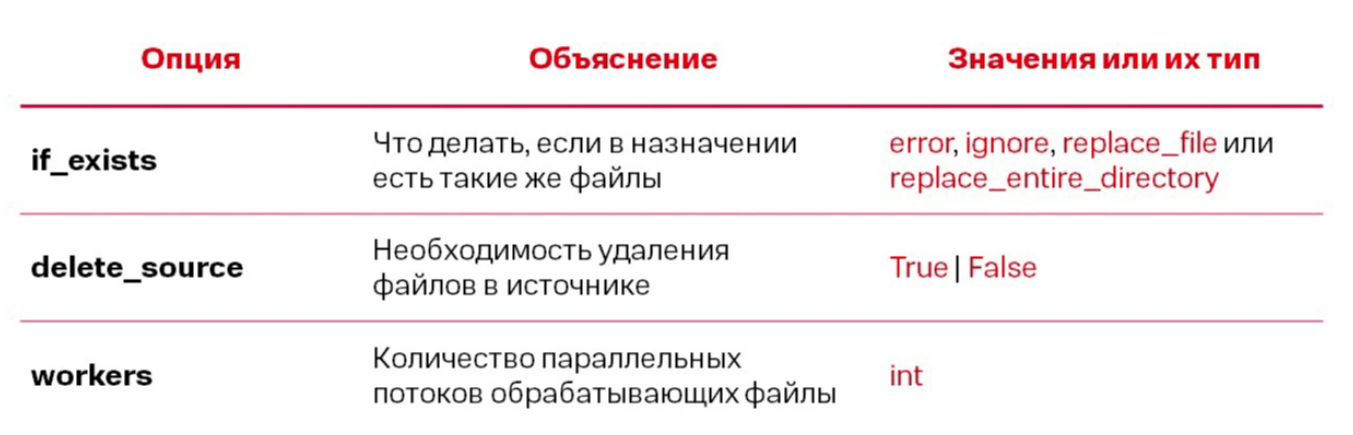 Опция Объяснение Значения или их тип
if_exists
Что делать, если в назначении
есть такие же файлы
error, ignore, replace_file или
replace_entire_directory
delete_source
Необходимость удаления
файлов в источнике
True | False
workers
Количество параллельных
потоков обрабатывающих файлы
int